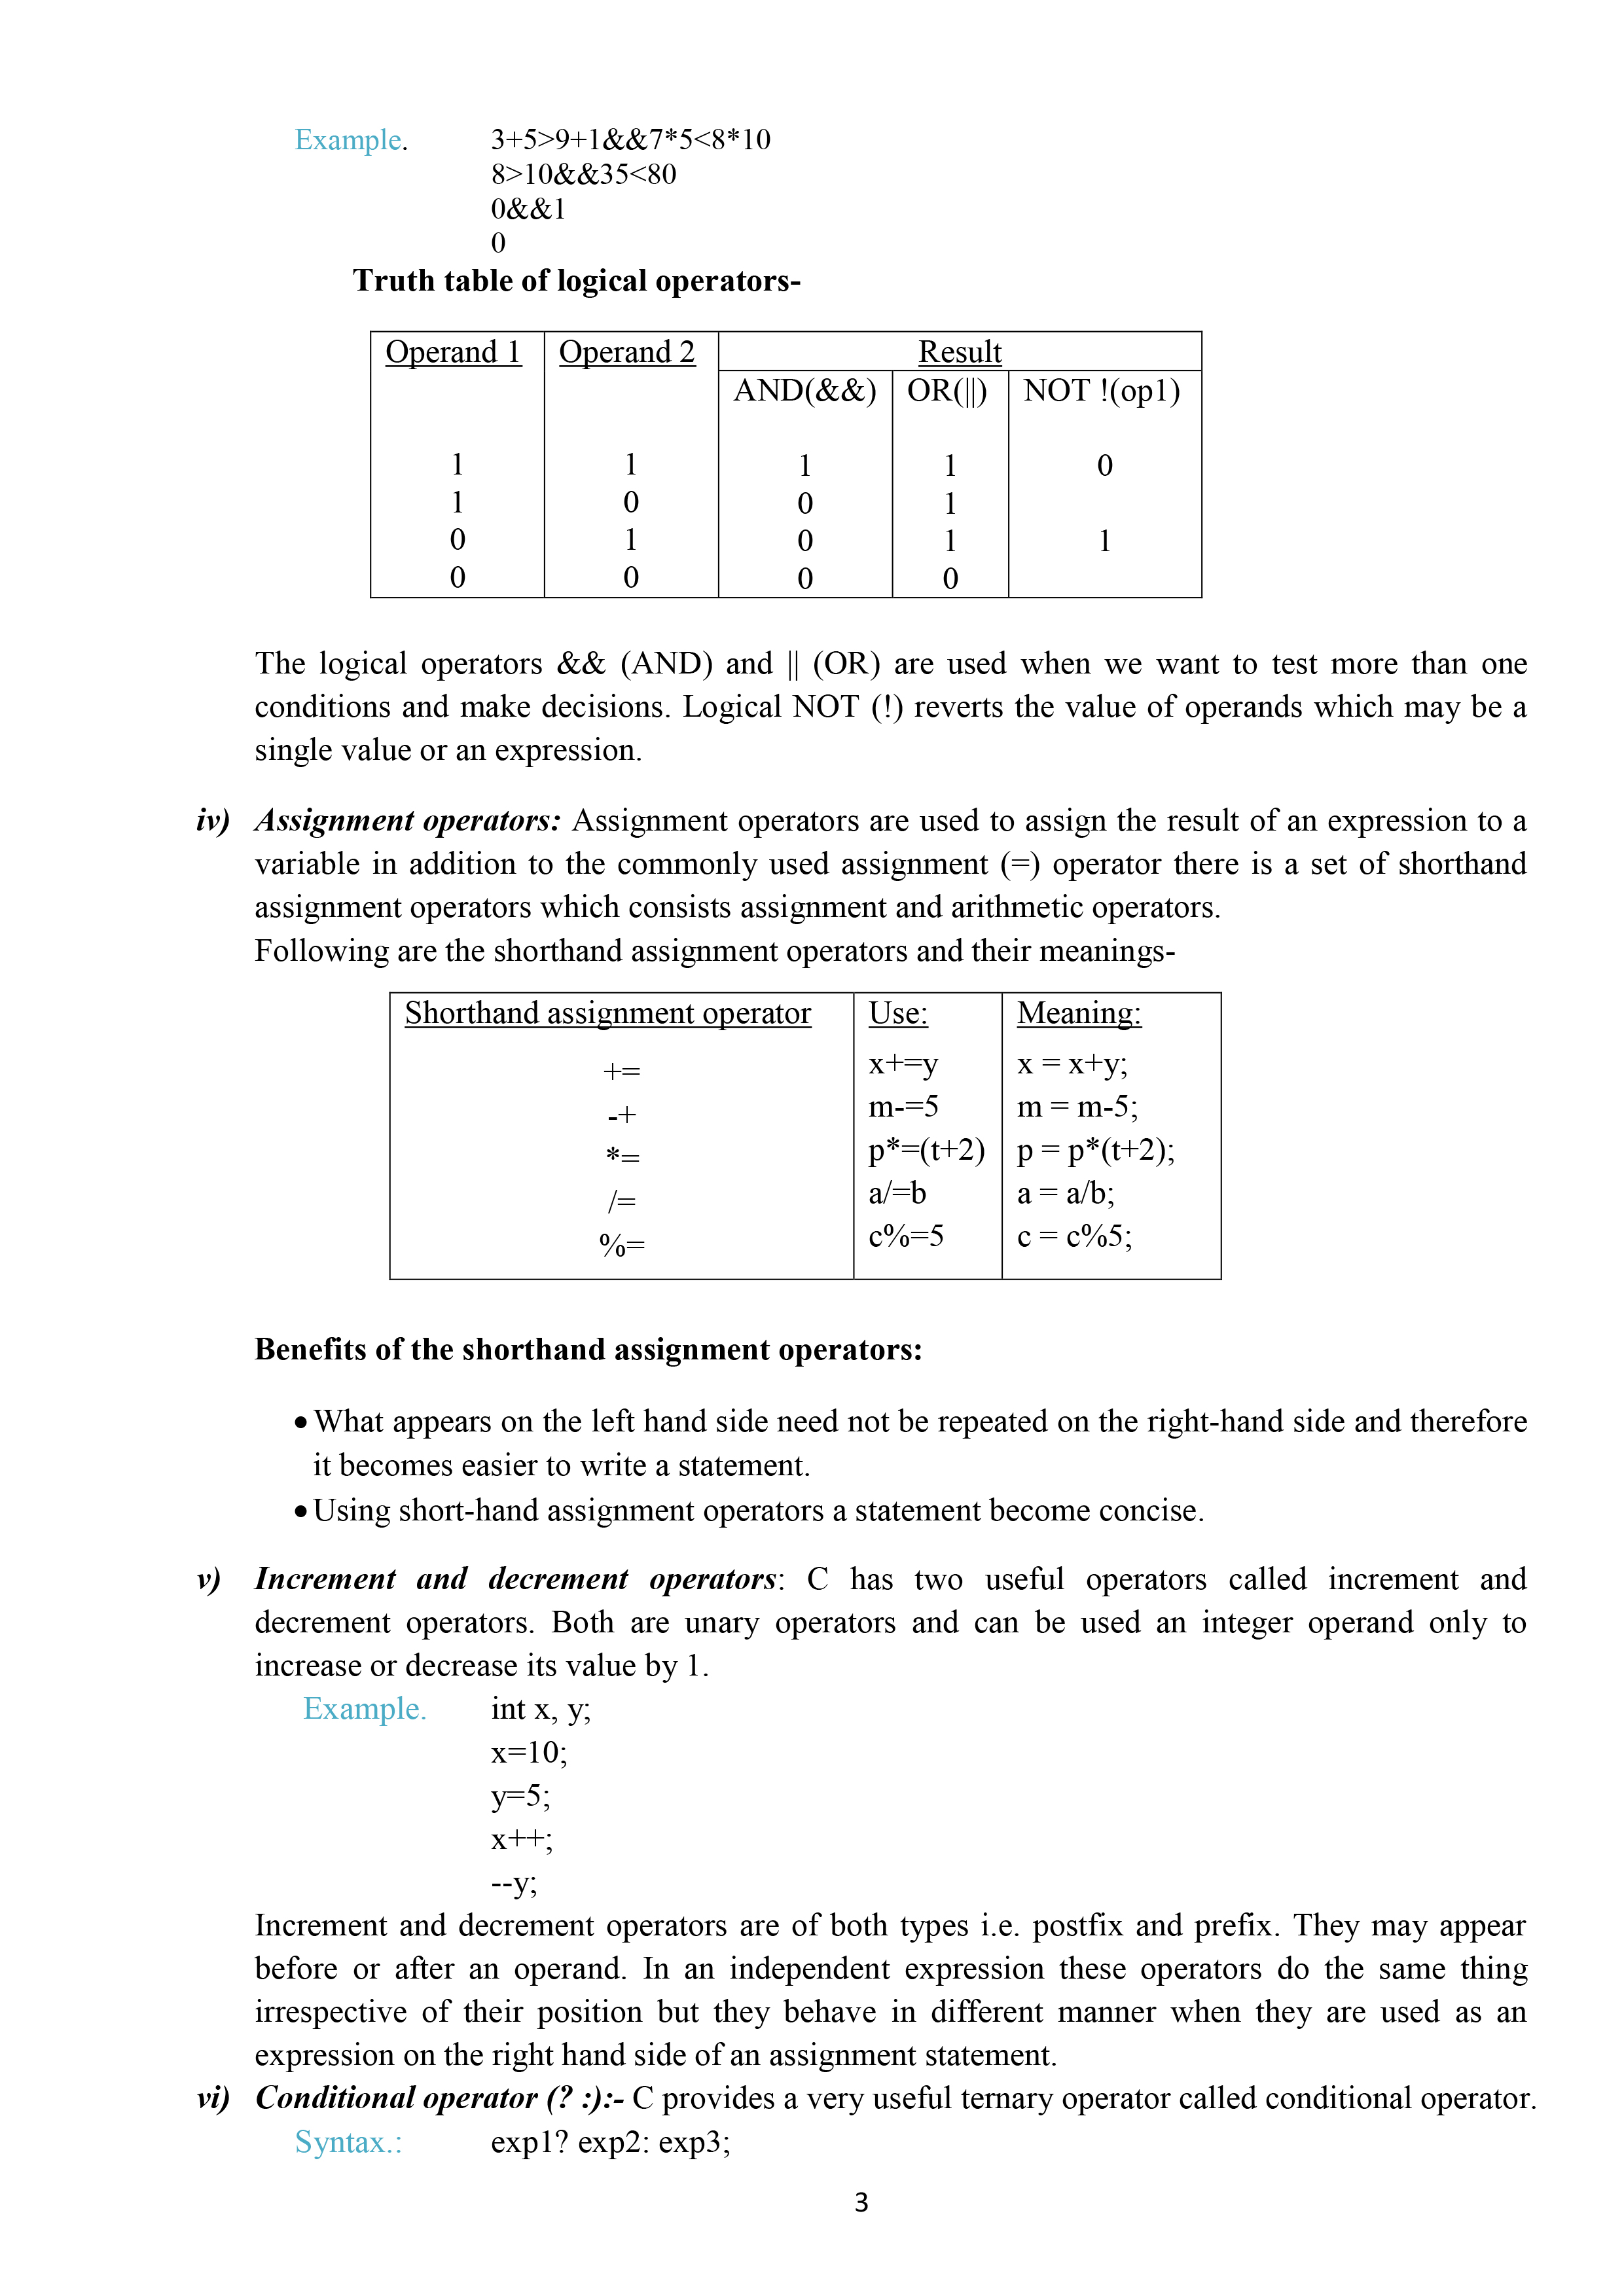 Example. 3+5>9+1&&7*5<8*10
8>10&&35<80
0&&1
0
Truth table of logical operators-
Operand 1 Operand 2 Result
AND(&&) OR(||) NOT !(op1)
1 1 1 1 0
1 0 0 1
0 1 0 1 1
0 0 0 0
The logical operators && (AND) and || (OR) are used when we want to test more than one
conditions and make decisions. Logical NOT (!) reverts the value of operands which may be a
single value or an expression.
iv) Assignment operators: Assignment operators are used to assign the result of an expression to a
variable in addition to the commonly used assignment (=) operator there is a set of shorthand
assignment operators which consists assignment and arithmetic operators.
Following are the shorthand assignment operators and their meanings-
Shorthand assignment operator Use: Meaning:
+= x+=y x = x+y;
-+ m-=5 m = m-5;
*= p*=(t+2) p = p*(t+2);
/= a/=b a = a/b;
%= c%=5 c = c%5;
Benefits of the shorthand assignment operators:
• What appears on the left hand side need not be repeated on the right-hand side and therefore
it becomes easier to write a statement.
• Using short-hand assignment operators a statement become concise.
v) Increment and decrement operators: C has two useful operators called increment and
decrement operators. Both are unary operators and can be used an integer operand only to
increase or decrease its value by 1.
Example. int x, y;
x=10;
y=5;
x++;
--y;
Increment and decrement operators are of both types i.e. postfix and prefix. They may appear
before or after an operand. In an independent expression these operators do the same thing
irrespective of their position but they behave in different manner when they are used as an
expression on the right hand side of an assignment statement.
vi) Conditional operator (? :):- C provides a very useful ternary operator called conditional operator.
Syntax.: exp1? exp2: exp3;
3